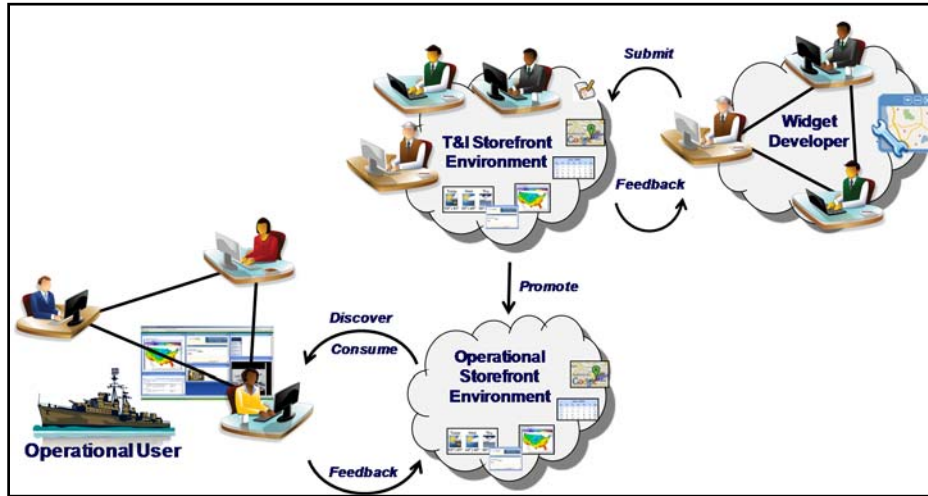 Submit
T&I Storefront
Environment
Widget
Developer
Feedback
Promote
Discover
Consume
Operational
Storefront
Environment
Operational User
Feedback